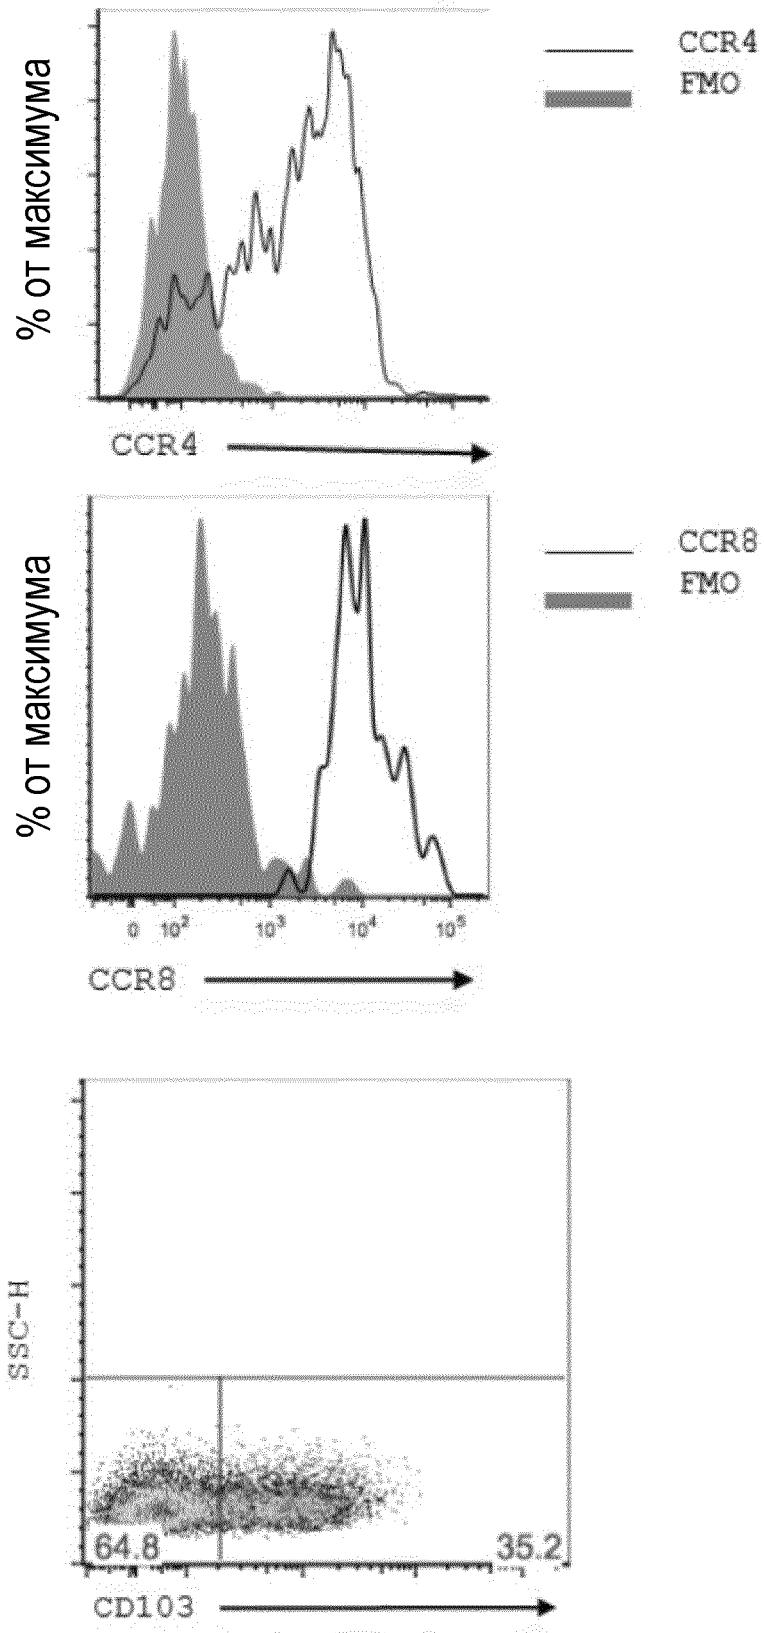 CCR4
FMO
% от максимума
CCR4
CCR8
FMO
% от максимума
0 10² 10³ 10⁴ 10⁵
CCR8
SSC-H
64.8 35.2
CD103